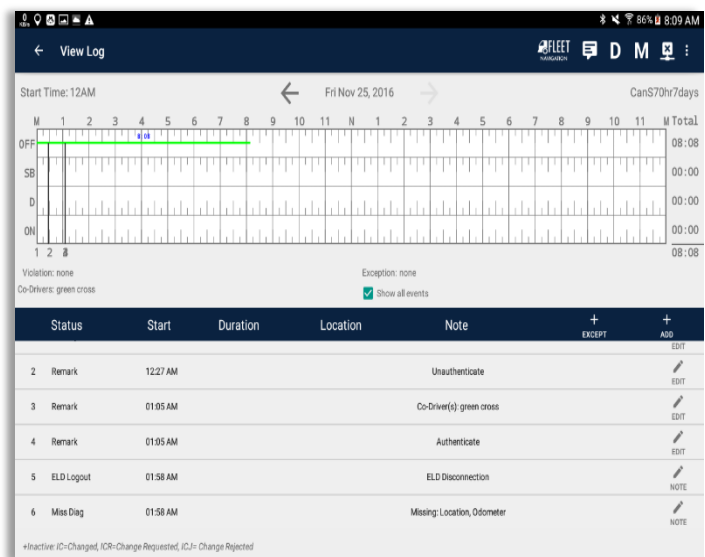 86% 8:09 AM
View Log
FLEET
NAVIGATION
D M
Start Time: 12AM
Fri Nov 25, 2016
CanS70hr7days
M 1 2 3 4 5 6 7 8 9 10 11 N 1 2 3 4 5 6 7 8 9 10 11 M Total
8:08
OFF 08:08
SB 00:00
D 00:00
ON 00:00
1 2 08:08
Violation: none Exception: none
Co-Drivers: green cross
Show all events
Status Start Duration Location Note + EXCEPT + ADD
EDIT
2 Remark 12:27 AM Unauthenticate EDIT
3 Remark 01:05 AM Co-Driver(s): green cross EDIT
4 Remark 01:05 AM Authenticate EDIT
5 ELD Logout 01:58 AM ELD Disconnection NOTE
6 Miss Diag 01:58 AM Missing: Location, Odometer NOTE
+Inactive: IC=Changed, ICR=Change Requested, ICJ= Change Rejected